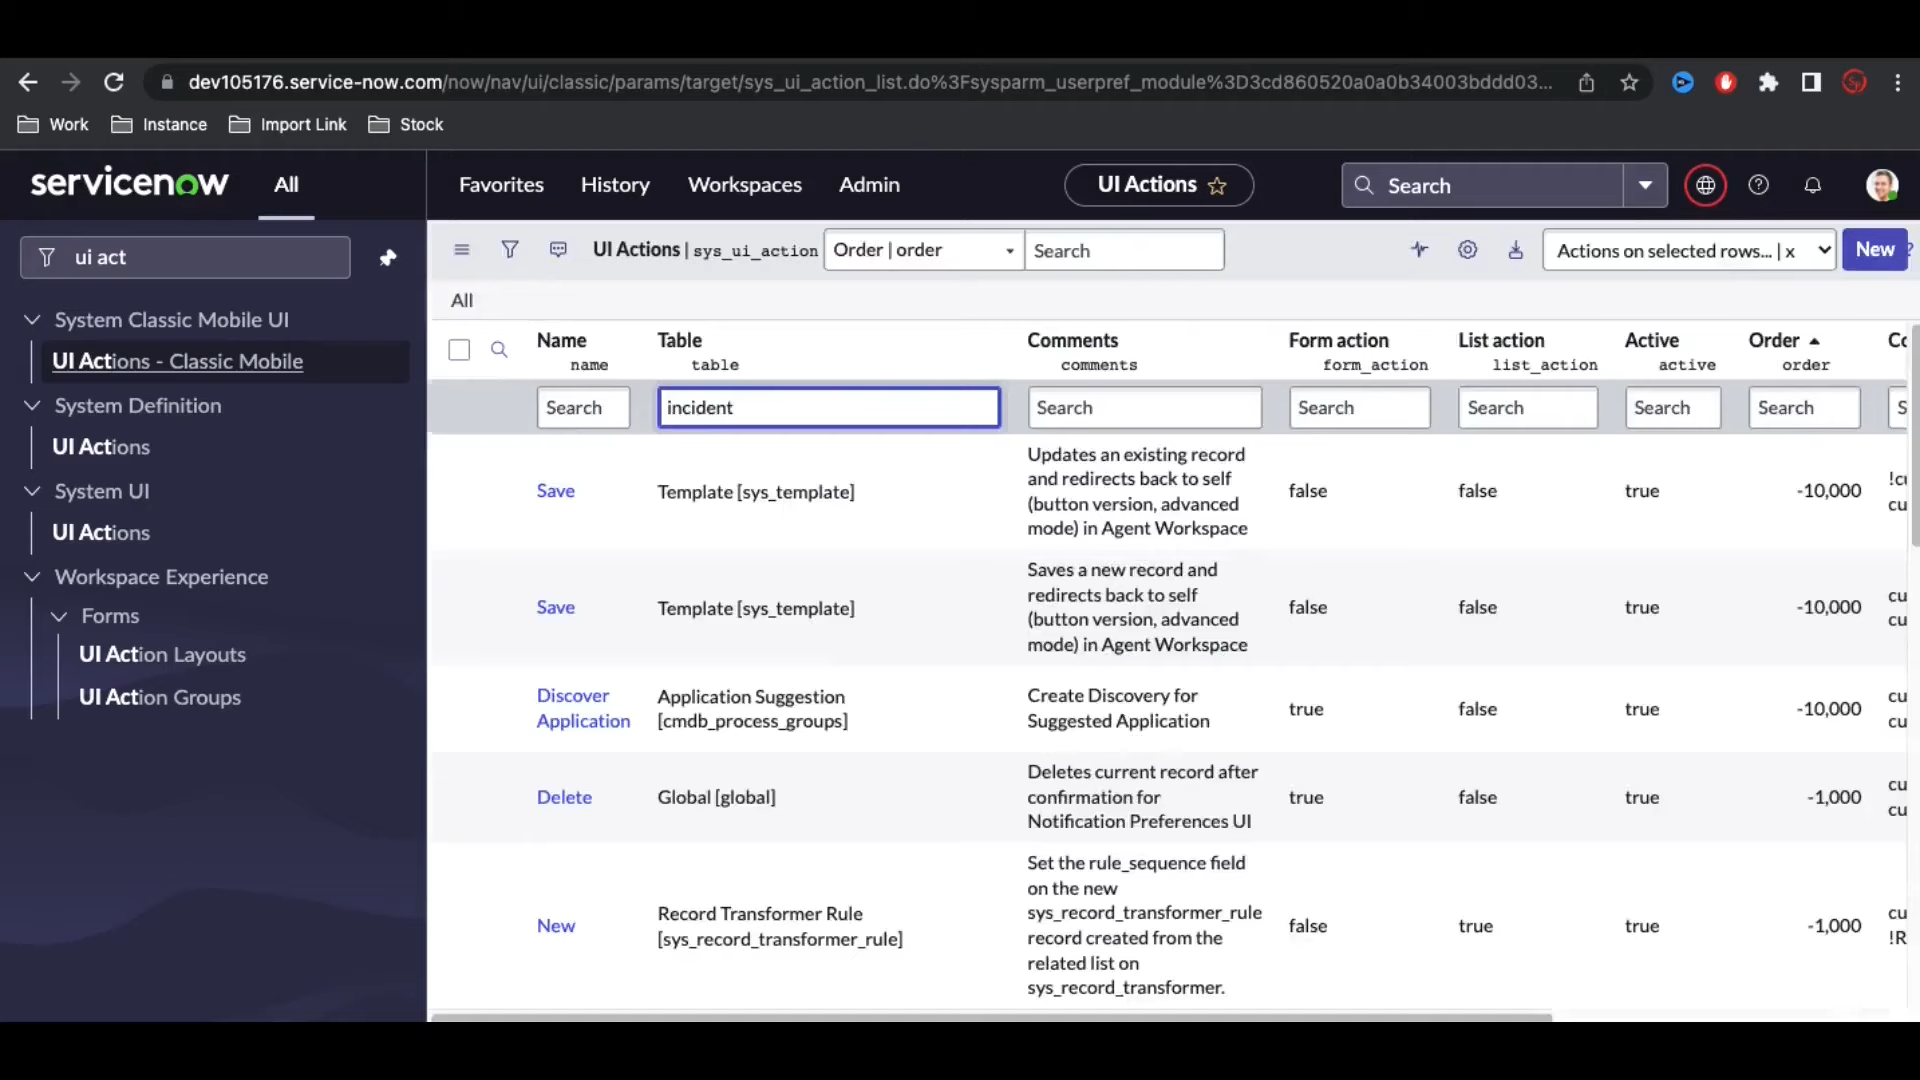 dev105176.service-now.com/now/nav/ui/classic/params/target/sys_ui_action_list.do%3Fsysparm_userpref_module%3D3cd860520a0a0b34003bddd03...
Work Instance Import Link Stock
servicenow All Favorites History Workspaces Admin UI Actions Search
ui act
System Classic Mobile UI
UI Actions - Classic Mobile
System Definition
UI Actions
System UI
UI Actions
Workspace Experience
Forms
UI Action Layouts
UI Action Groups
UI Actions | sys_ui_action Order | order Search Actions on selected rows... | x New ?
All
Name Table Comments Form action List action Active Order
name table comments form_action list_action active order
Search incident Search Search Search Search Search
Save Template [sys_template] Updates an existing record
and redirects back to self
(button version, advanced
mode) in Agent Workspace false false true -10,000
Save Template [sys_template] Saves a new record and
redirects back to self
(button version, advanced
mode) in Agent Workspace false false true -10,000
Discover
Application Application Suggestion
[cmdb_process_groups] Create Discovery for
Suggested Application true false true -10,000
Delete Global [global] Deletes current record after
confirmation for
Notification Preferences UI true false true -1,000
New Record Transformer Rule
[sys_record_transformer_rule] Set the rule_sequence field
on the new
sys_record_transformer_rule
record created from the
related list on
sys_record_transformer. false true true -1,000